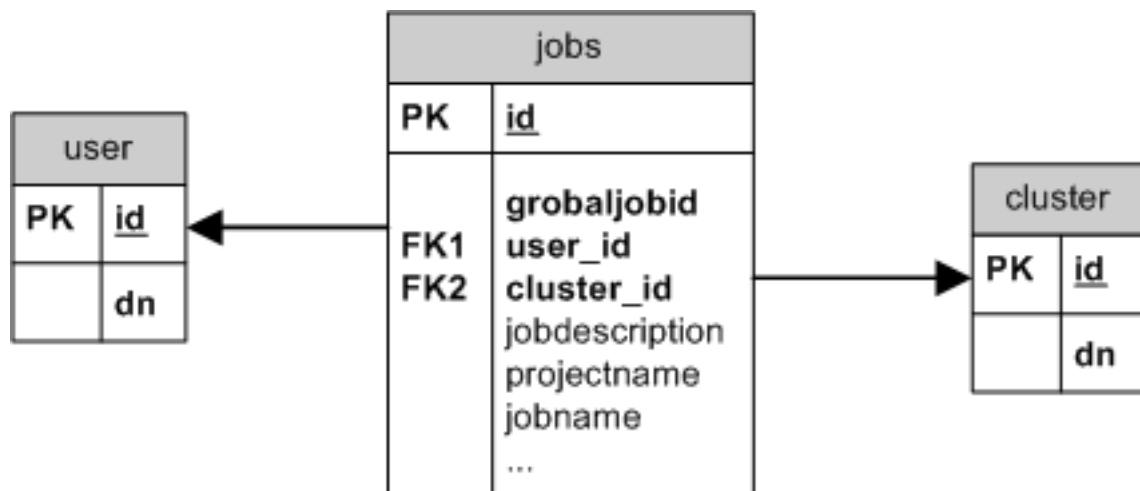 jobs
PK id
grobaljobid
FK1 user_id
FK2 cluster_id
jobdescription
projectname
jobname
...
user
PK id
dn
cluster
PK id
dn